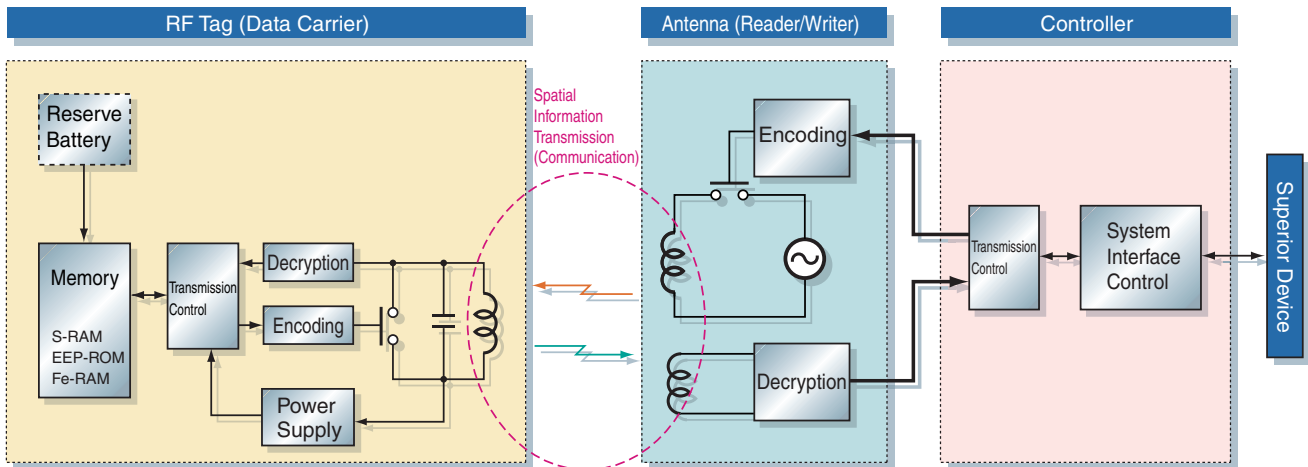 RF Tag (Data Carrier)
Antenna (Reader/Writer)
Controller
Reserve
Battery
Memory
S-RAM
EEP-ROM
Fe-RAM
Transmission
Control
Decryption
Encoding
Power
Supply
Spatial
Information
Transmission
(Communication)
Encoding
Decryption
Transmission
Control
System
Interface
Control
Superior Device